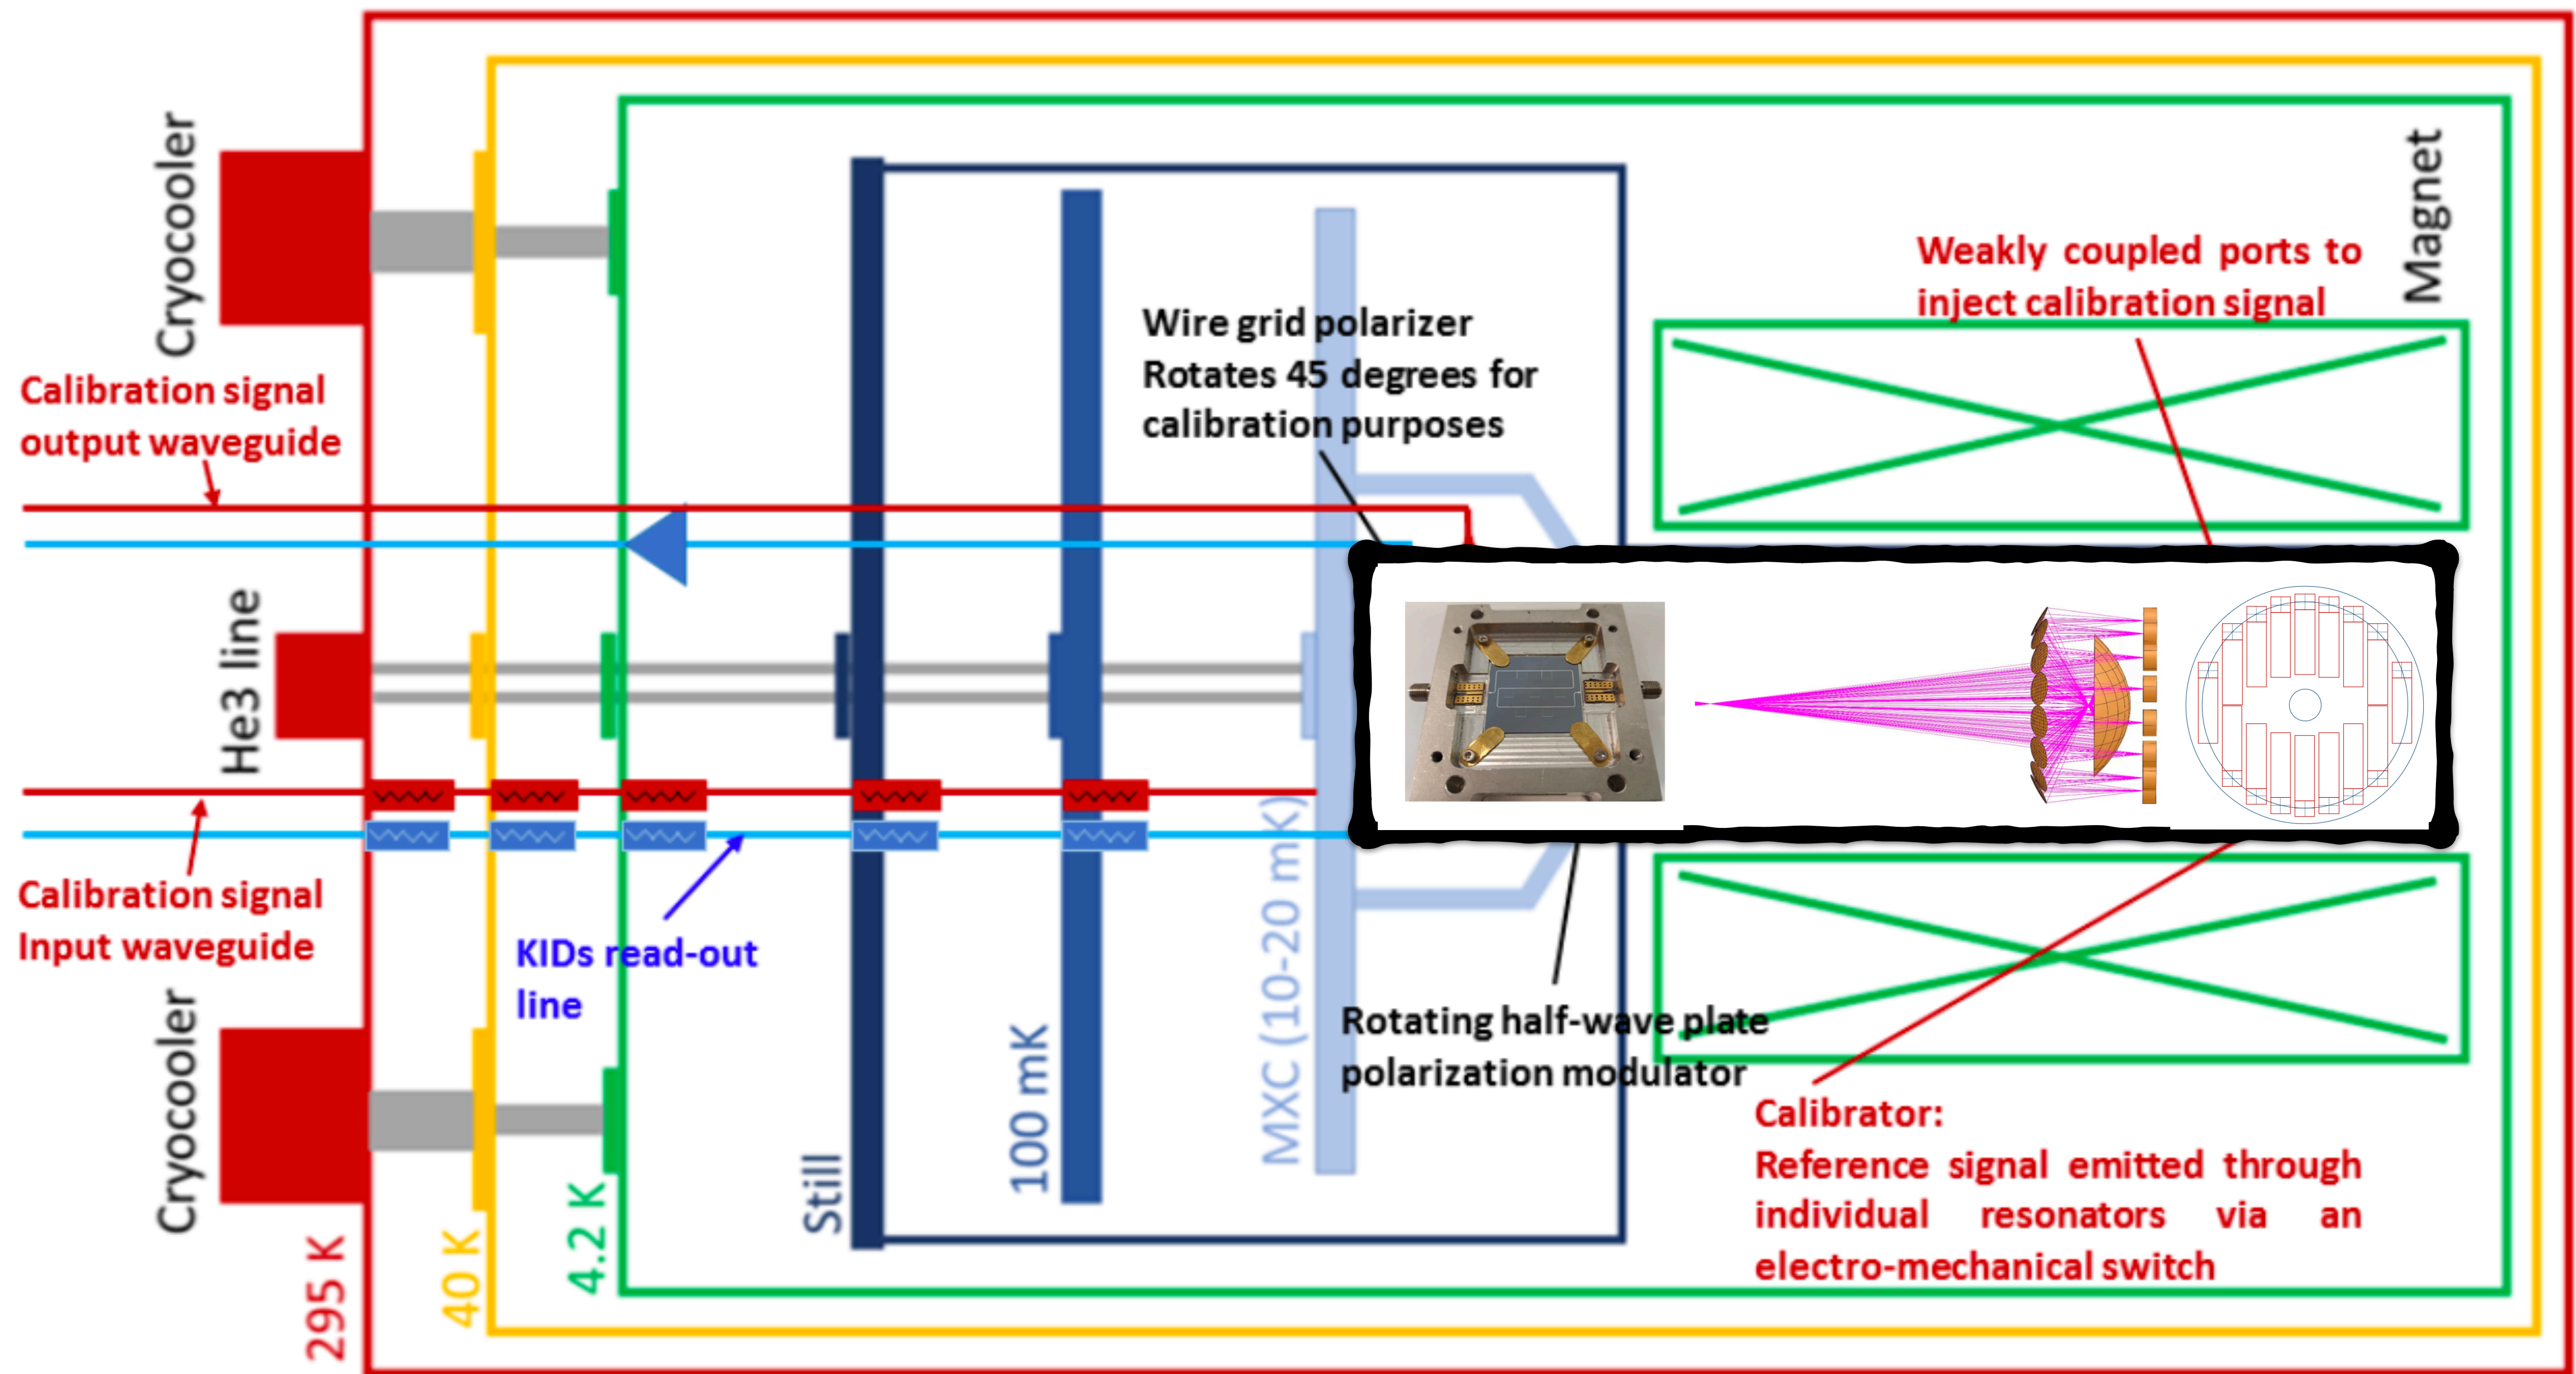 Cryocooler
Magnet
Weakly coupled ports to
inject calibration signal
Wire grid polarizer
Rotates 45 degrees for
calibration purposes
Calibration signal
output waveguide
He3 line
Calibration signal
Input waveguide
KIDs read-out
line
Cryocooler
295 K
40 K
4.2 K
Still
100 mK
MXC (10-20 mK)
Rotating half-wave plate
polarization modulator
Calibrator:
Reference signal emitted through
individual resonators via an
electro-mechanical switch